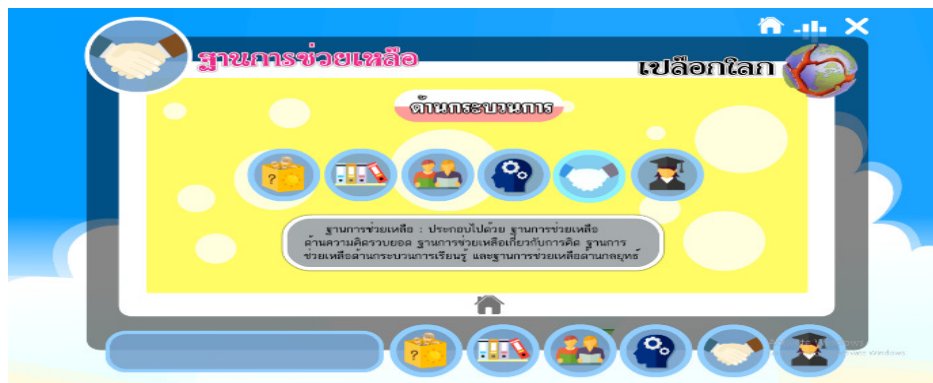 ฐานการช่วยเหลือ
เปลือกโลก
ด้านกระบวนการ
ฐานการช่วยเหลือ : ประกอบไปด้วย ฐานการช่วยเหลือ
ด้านความคิดรวบยอด ฐานการช่วยเหลือเกี่ยวกับการคิด ฐานการ
ช่วยเหลือด้านกระบวนการเรียนรู้ และฐานการช่วยเหลือด้านกลยุทธ์